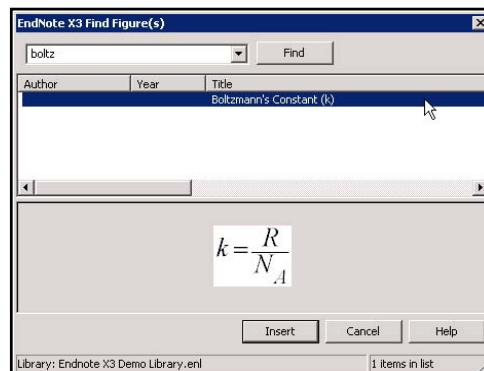 EndNote X3 Find Figure(s)
boltz
Find
Author Year Title
Boltzmann's Constant (k)
k = R / N_A
Insert Cancel Help
Library: Endnote X3 Demo Library.enl 1 items in list